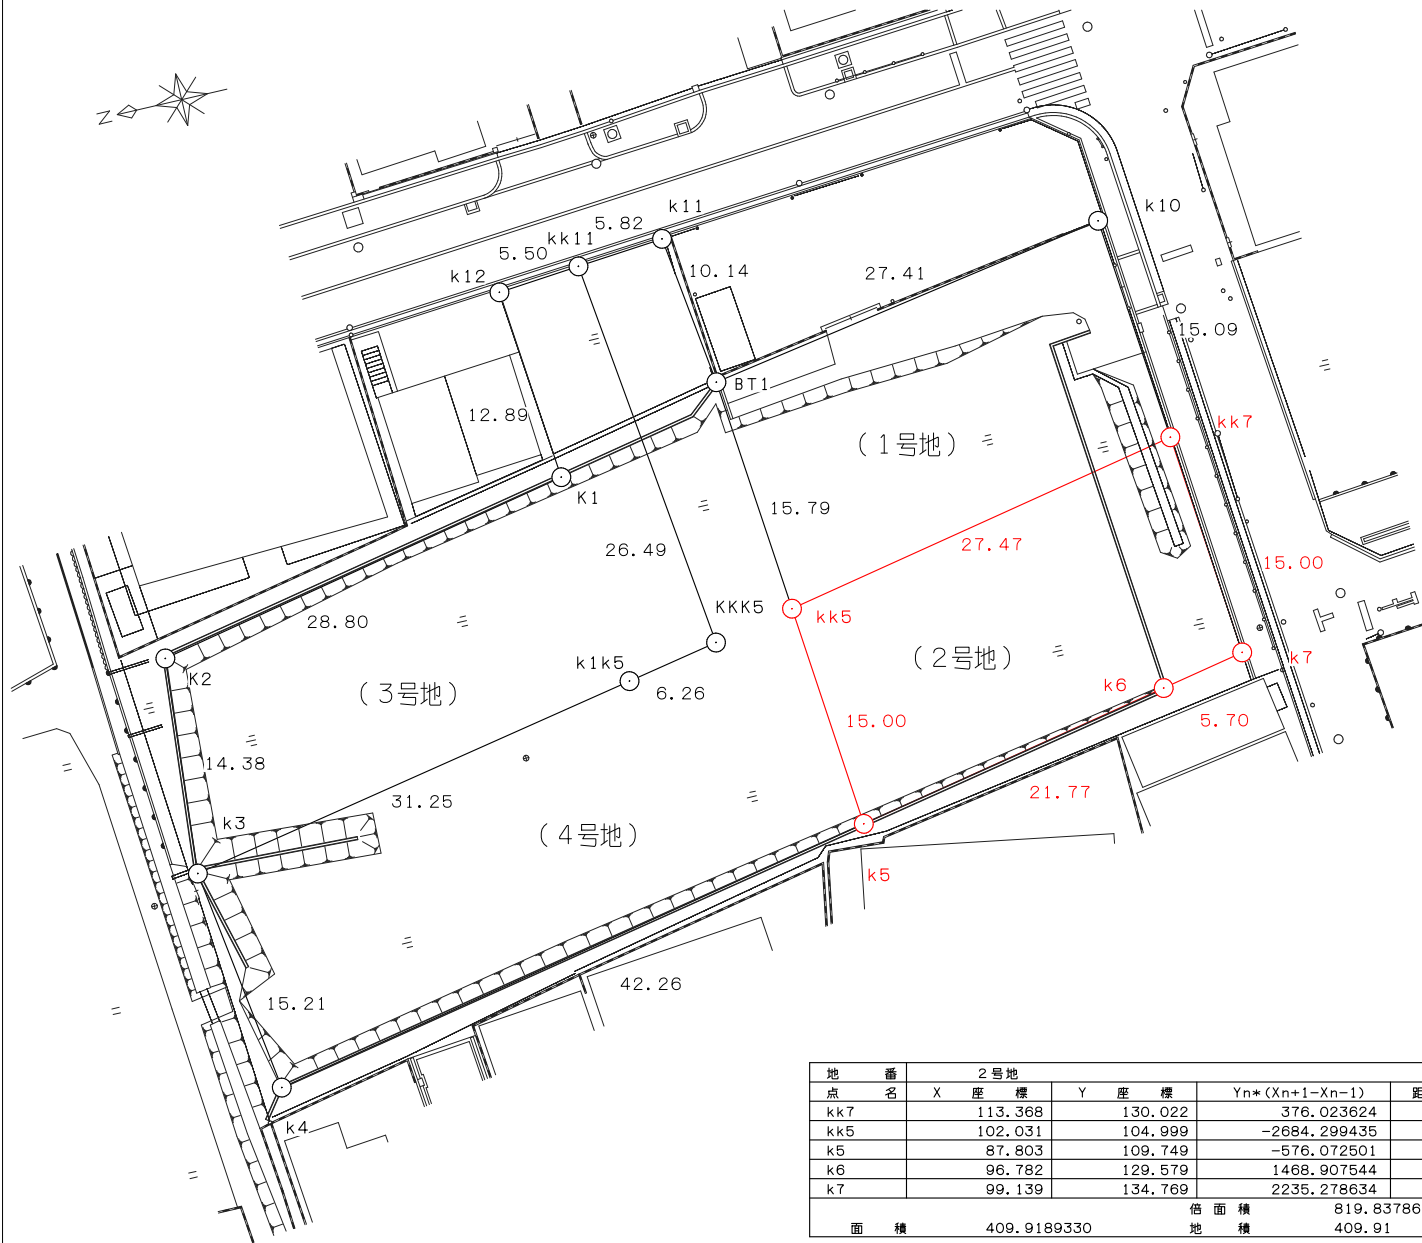 N
k10
k11
5.82
kk11
5.50
k12
10.14
27.41
15.09
BT1
12.89
kk7
(1号地)
K1
15.79
26.49
27.47
15.00
KKK5
kk5
28.80
k1k5
(2号地)
k7
K2
6.26
k6
(3号地)
15.00
5.70
14.38
31.25
21.77
k3
(4号地)
k5
42.26
15.21
k4
地 番 2号地
点 名 X 座 標 Y 座 標 Yn*(Xn+1-Xn-1) 距
kk7 113.368 130.022 376.023624
kk5 102.031 104.999 -2684.299435
k5 87.803 109.749 -576.072501
k6 96.782 129.579 1468.907544
k7 99.139 134.769 2235.278634
倍 面 積 819.83786
面 積 409.9189330 地 積 409.91